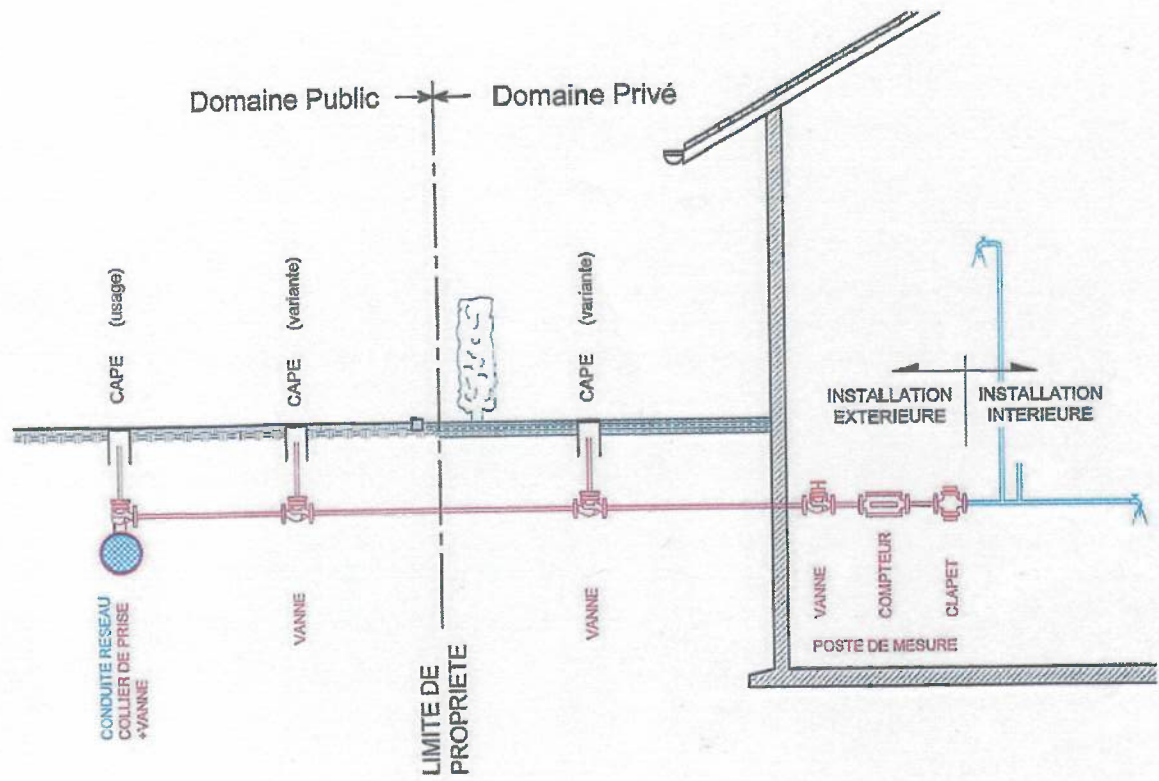 Domaine Public
Domaine Privé
CAPE (usage)
CAPE (variante)
CAPE (variante)
INSTALLATION
EXTERIEURE
INSTALLATION
INTERIEURE
CONDUITE RESEAU
COLLIER DE PRISE
+VANNE
VANNE
LIMITE DE
PROPRIETE
VANNE
VANNE
COMPTEUR
CLAPET
POSTE DE MESURE